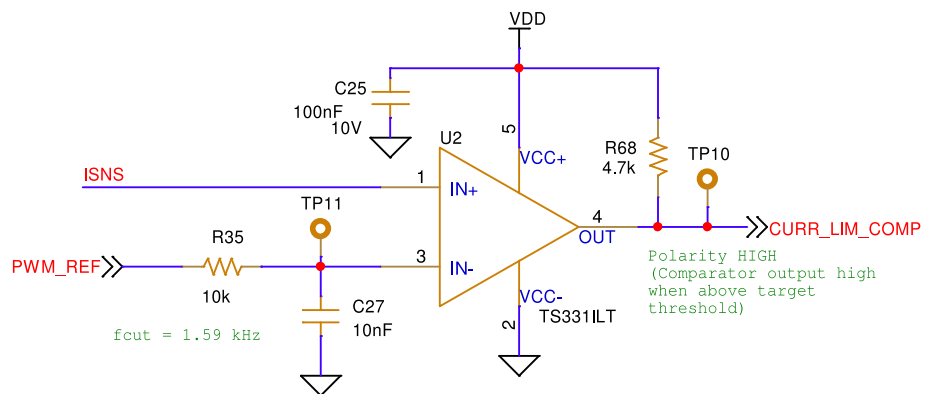 VDD
C25
100nF
10V
5
U2
VCC+
R68
4.7k
TP10
ISNS
1
IN+
TP11
4
OUT
CURR_LIM_COMP
R35
PWM_REF
3
IN-
10k
Polarity HIGH
(Comparator output high
when above target
threshold)
VCC-
C27
10nF
TS331ILT
2
fcut = 1.59 kHz